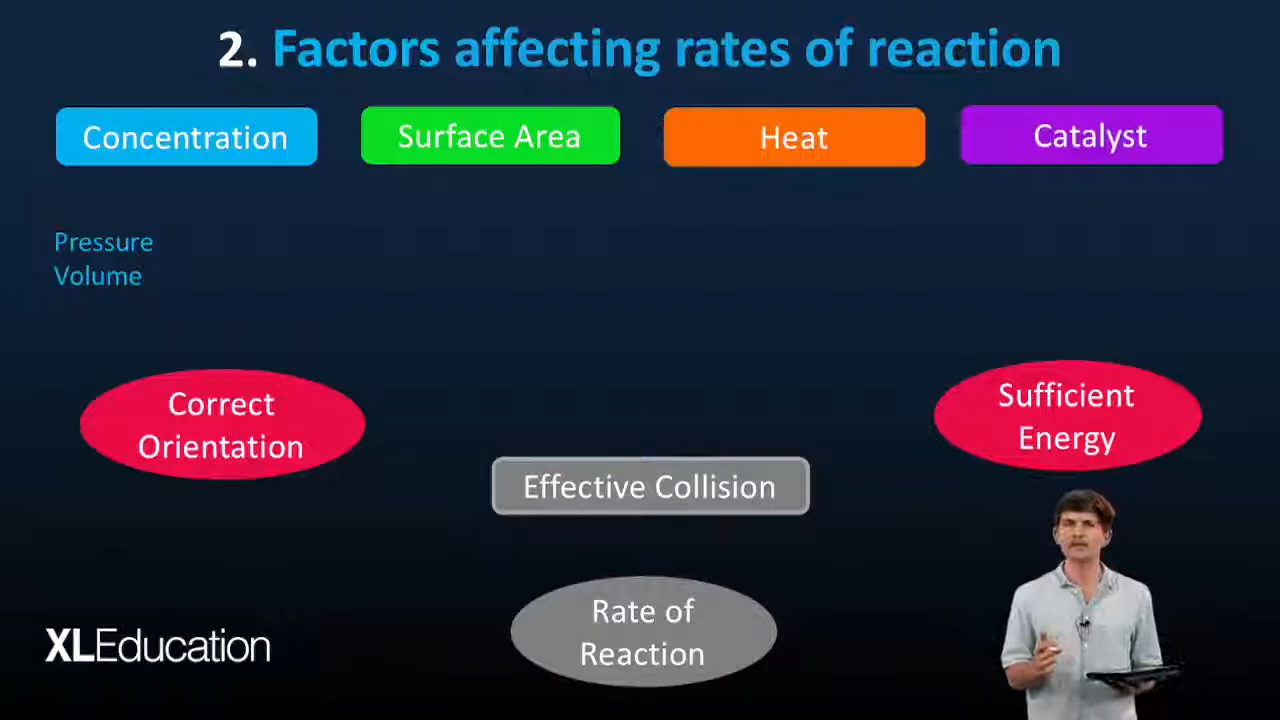 2. Factors affecting rates of reaction
Concentration
Surface Area
Heat
Catalyst
Pressure
Volume
Correct
Orientation
Sufficient
Energy
Effective Collision
Rate of
Reaction
XLEducation